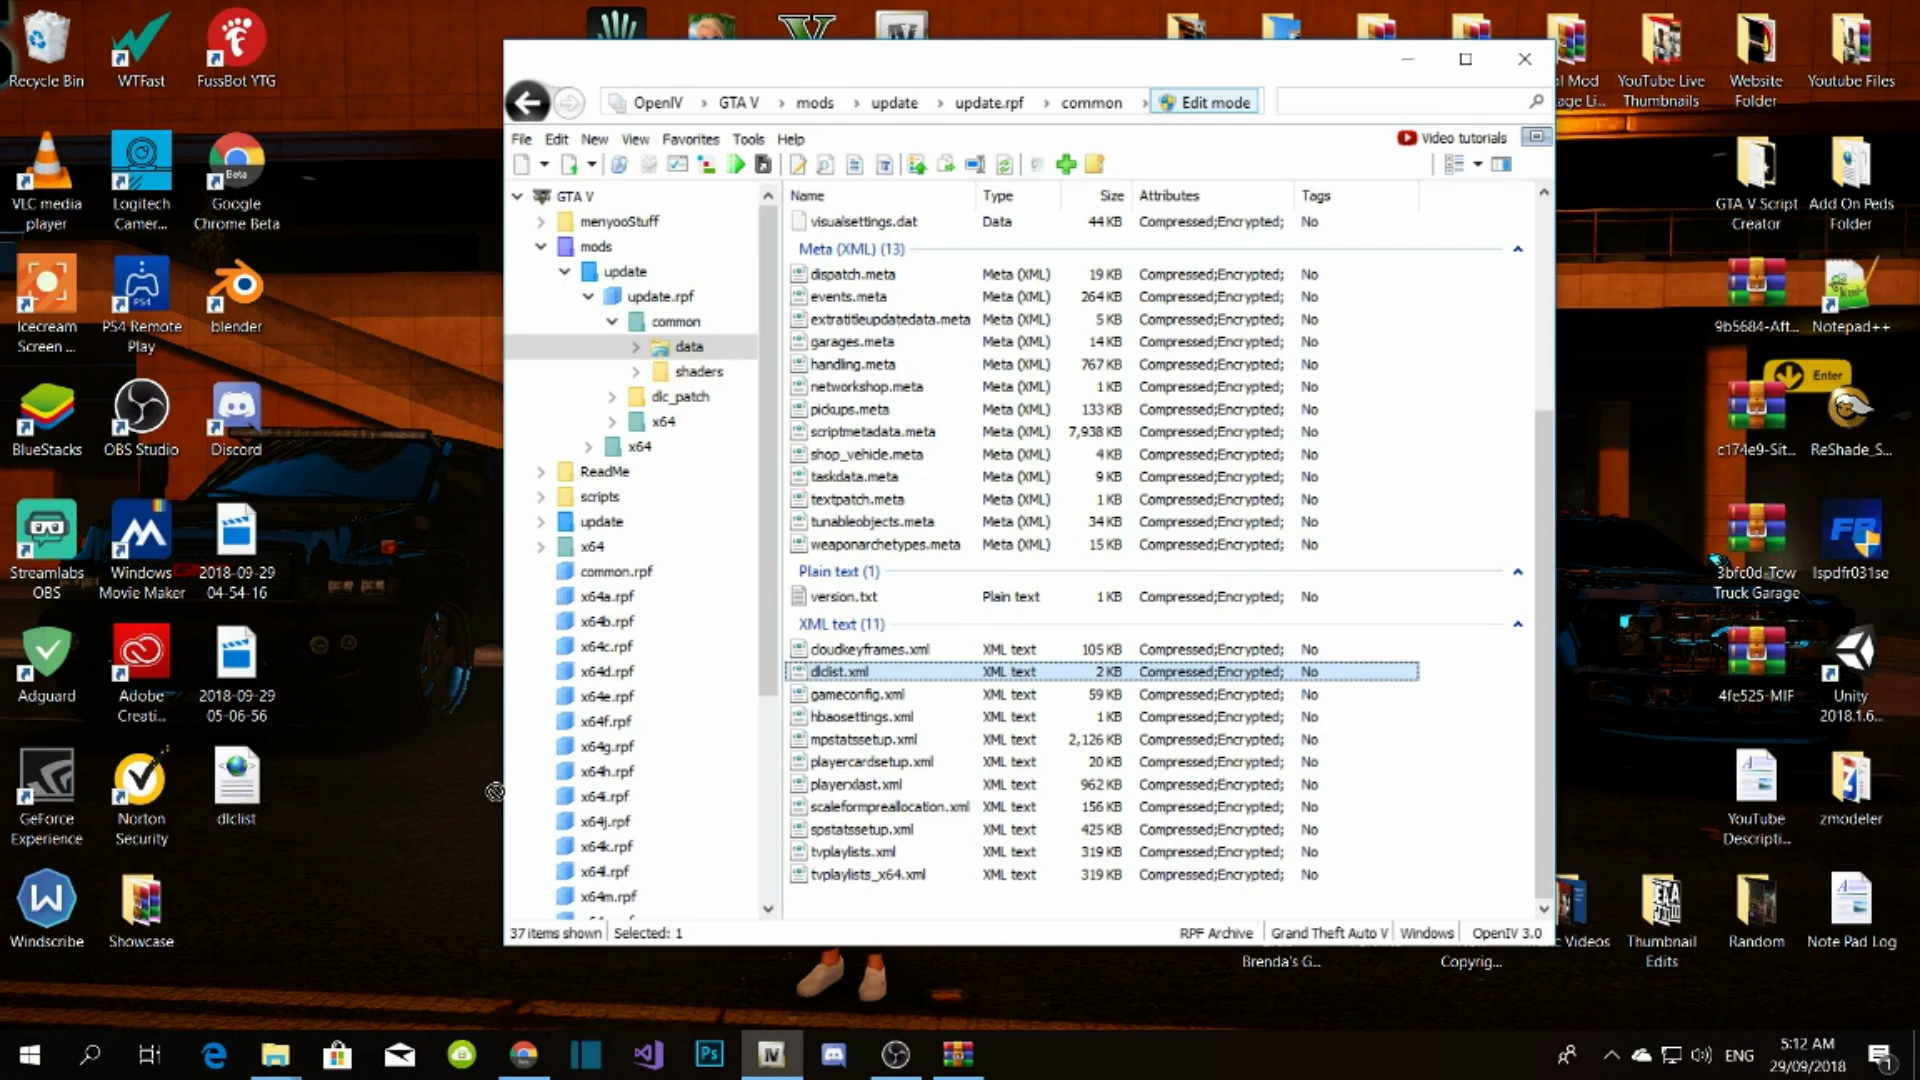 Recycle Bin
WTFast
FussBot YTG
VLC media player
Logitech Camer...
Google Chrome Beta
Beta
Icecream Screen ...
PS4 Remote Play
blender
BlueStacks
OBS Studio
Discord
Streamlabs OBS
Windows Movie Maker
2018-09-29 04-54-16
Adguard
Adobe Creati...
2018-09-29 05-06-56
GeForce Experience
Norton Security
dlclist
Windscribe
Showcase
OpenIV > GTA V > mods > update > update.rpf > common > Edit mode
File Edit New View Favorites Tools Help
Video tutorials
GTA V
menyooStuff
mods
update
update.rpf
common
data
shaders
dlc_patch
x64
x64
ReadMe
scripts
update
x64
common.rpf
x64a.rpf
x64b.rpf
x64c.rpf
x64d.rpf
x64e.rpf
x64f.rpf
x64g.rpf
x64h.rpf
x64i.rpf
x64j.rpf
x64k.rpf
x64l.rpf
x64m.rpf
Name Type Size Attributes Tags
visualsettings.dat Data 44 KB Compressed;Encrypted; No
Meta (XML) (13)
dispatch.meta Meta (XML) 19 KB Compressed;Encrypted; No
events.meta Meta (XML) 264 KB Compressed;Encrypted; No
extratitleupdatedata.meta Meta (XML) 5 KB Compressed;Encrypted; No
garages.meta Meta (XML) 14 KB Compressed;Encrypted; No
handling.meta Meta (XML) 767 KB Compressed;Encrypted; No
networkshop.meta Meta (XML) 1 KB Compressed;Encrypted; No
pickups.meta Meta (XML) 133 KB Compressed;Encrypted; No
scriptmetadata.meta Meta (XML) 7,938 KB Compressed;Encrypted; No
shop_vehicle.meta Meta (XML) 4 KB Compressed;Encrypted; No
taskdata.meta Meta (XML) 9 KB Compressed;Encrypted; No
textpatch.meta Meta (XML) 1 KB Compressed;Encrypted; No
tunableobjects.meta Meta (XML) 34 KB Compressed;Encrypted; No
weaponarchetypes.meta Meta (XML) 15 KB Compressed;Encrypted; No
Plain text (1)
version.txt Plain text 1 KB Compressed;Encrypted; No
XML text (11)
cloudkeyframes.xml XML text 105 KB Compressed;Encrypted; No
dlclist.xml XML text 2 KB Compressed;Encrypted; No
gameconfig.xml XML text 59 KB Compressed;Encrypted; No
hbaosettings.xml XML text 1 KB Compressed;Encrypted; No
mpstatssetup.xml XML text 2,126 KB Compressed;Encrypted; No
playercardsetup.xml XML text 20 KB Compressed;Encrypted; No
playerxlast.xml XML text 962 KB Compressed;Encrypted; No
scaleformpreallocation.xml XML text 156 KB Compressed;Encrypted; No
spstatssetup.xml XML text 425 KB Compressed;Encrypted; No
tvplaylists.xml XML text 319 KB Compressed;Encrypted; No
tvplaylists_x64.xml XML text 319 KB Compressed;Encrypted; No
37 items shown Selected: 1
RPF Archive Grand Theft Auto V Windows OpenIV 3.0
Brenda's G...
Copyrig...
YouTube Live Thumbnails
Website Folder
Youtube Files
GTA V Script Creator
Add On Peds Folder
9b5684-Aft...
Notepad++
Enter
c174e9-Sit...
ReShade_S...
3bfc0d-Tow Truck Garage
lspdfr031se
4fe525-MIF
Unity 2018.1.6...
YouTube Descripti...
zmodeler
Videos
Thumbnail Edits
Random
Note Pad Log
ENG
5:12 AM
29/09/2018